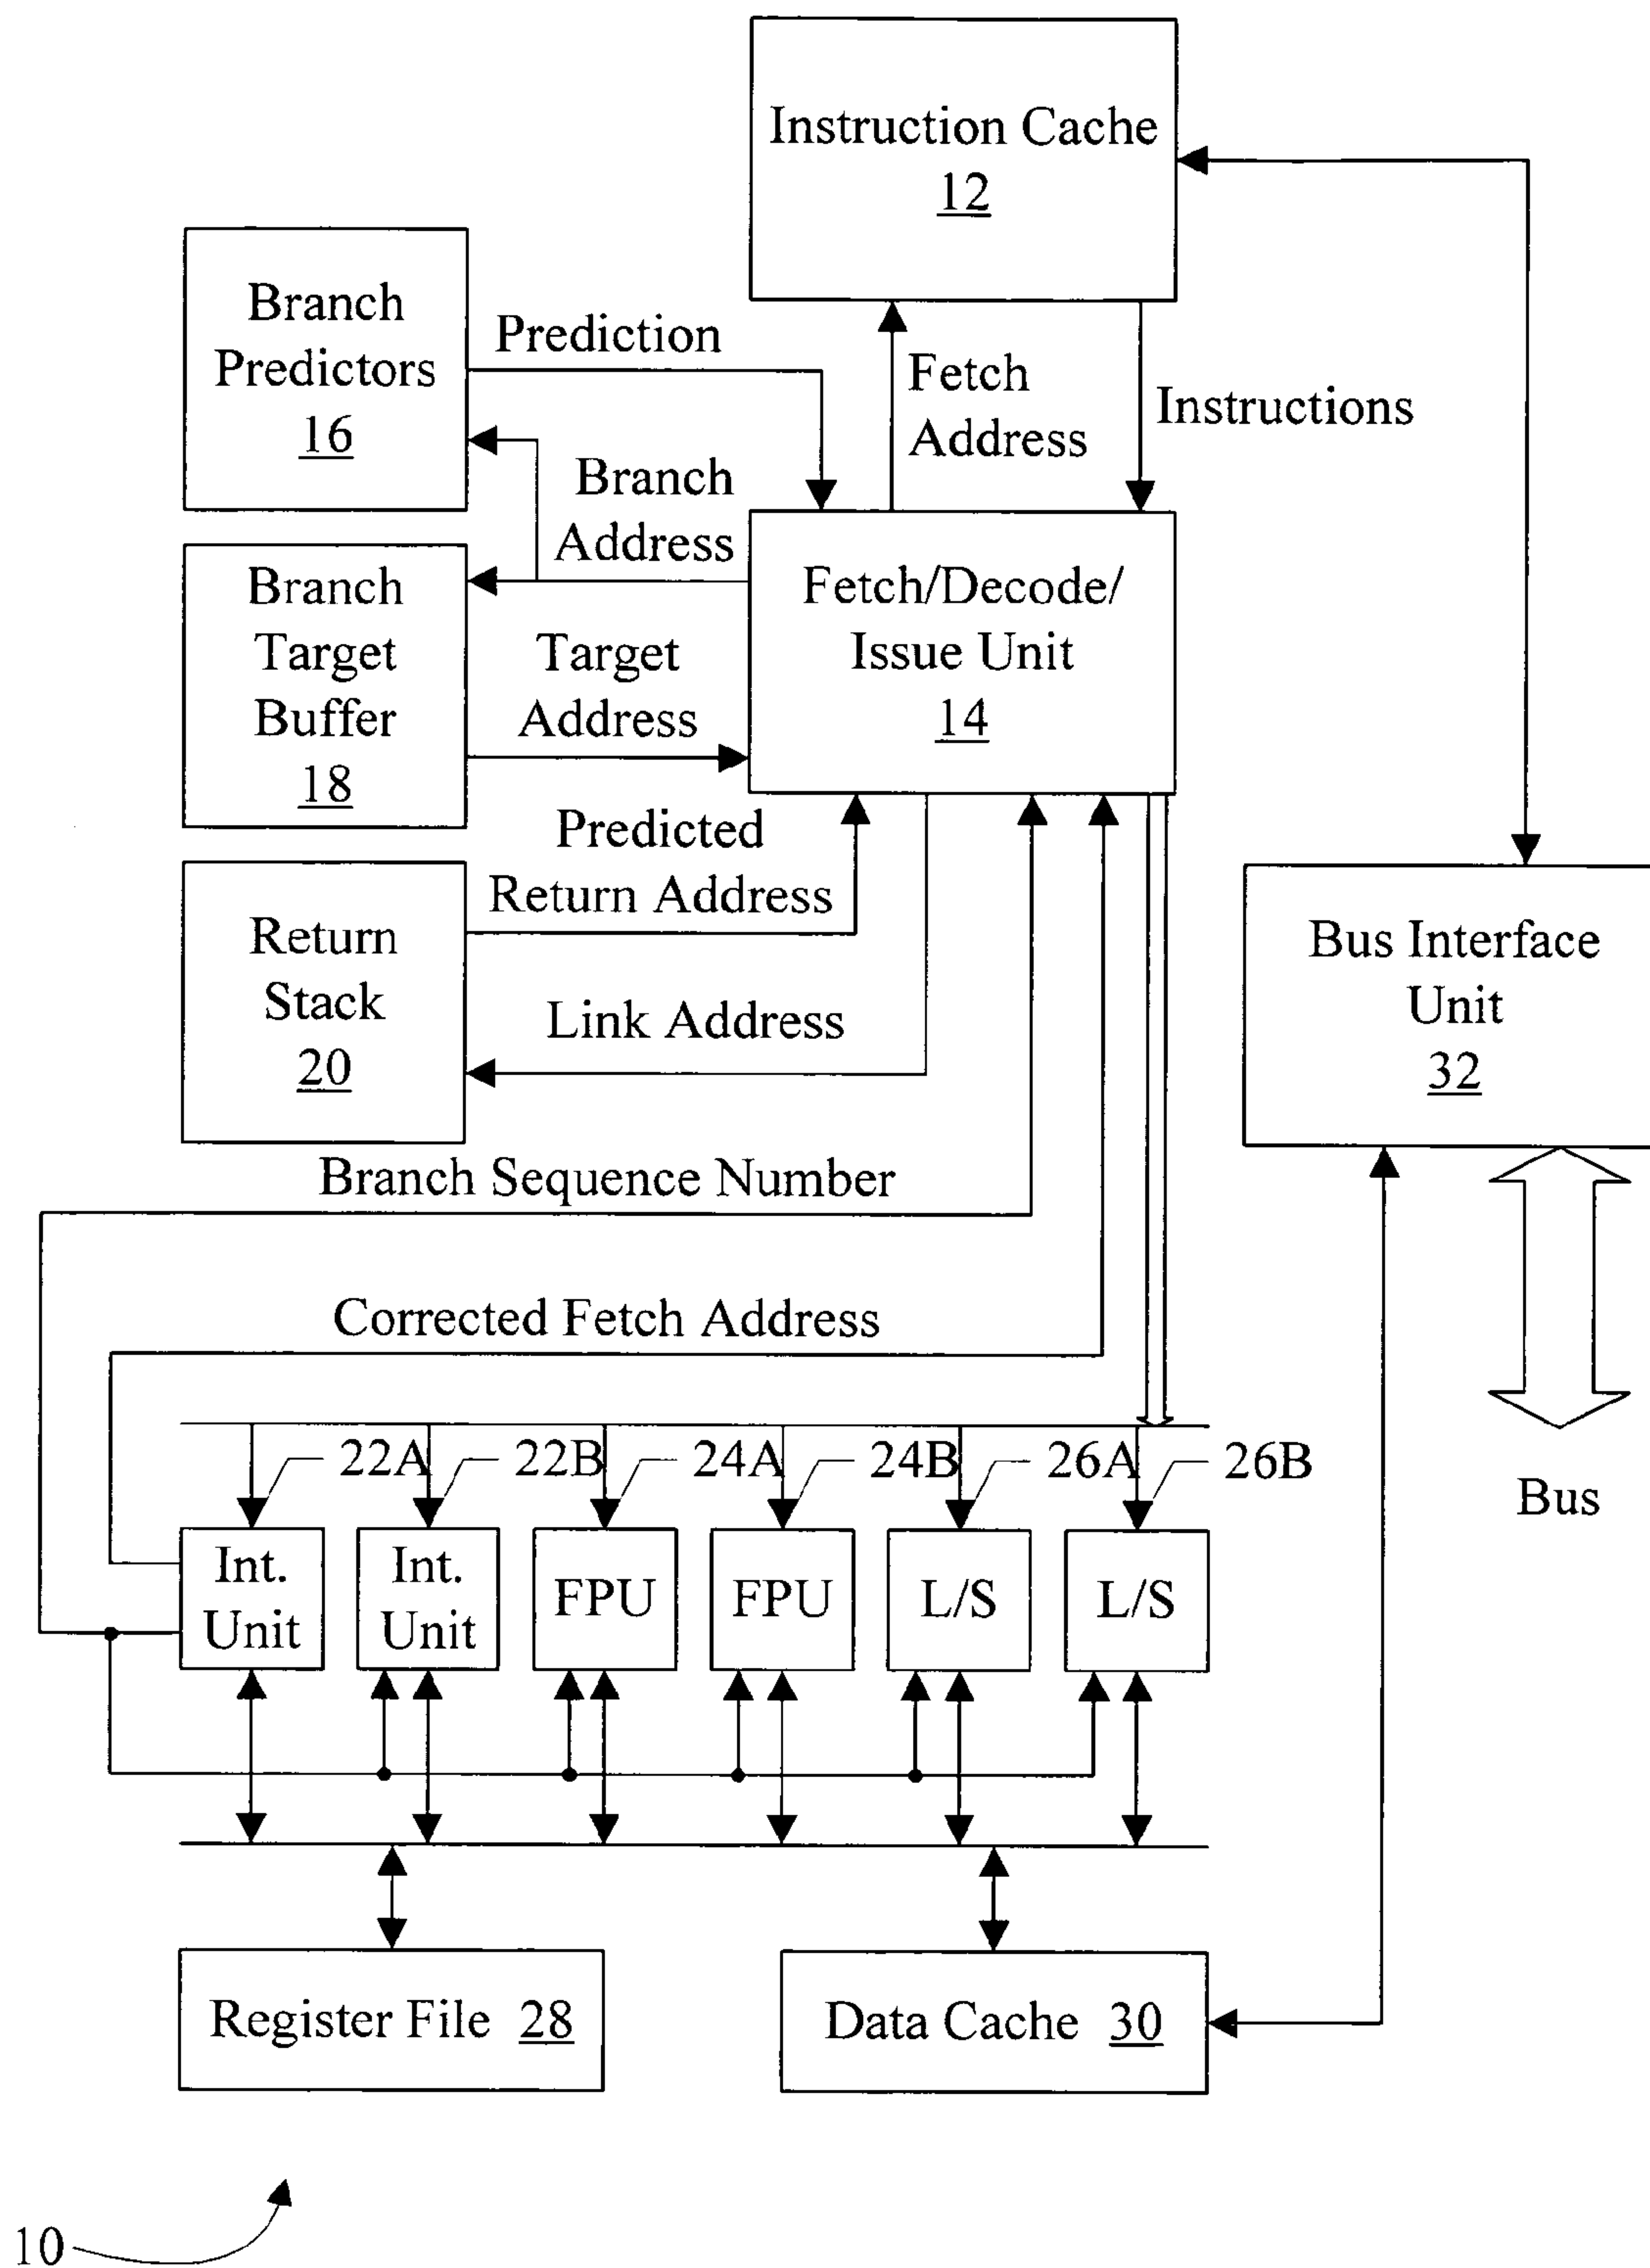 Instruction Cache
12
Branch
Predictors
16
Prediction
Fetch
Address
Instructions
Branch
Address
Branch
Target
Buffer
18
Target
Address
Fetch/Decode/
Issue Unit
14
Predicted
Return Address
Return
Stack
20
Link Address
Bus Interface
Unit
32
Branch Sequence Number
Corrected Fetch Address
Bus
22A
22B
24A
24B
26A
26B
Int.
Unit
Int.
Unit
FPU
FPU
L/S
L/S
Register File 28
Data Cache 30
10